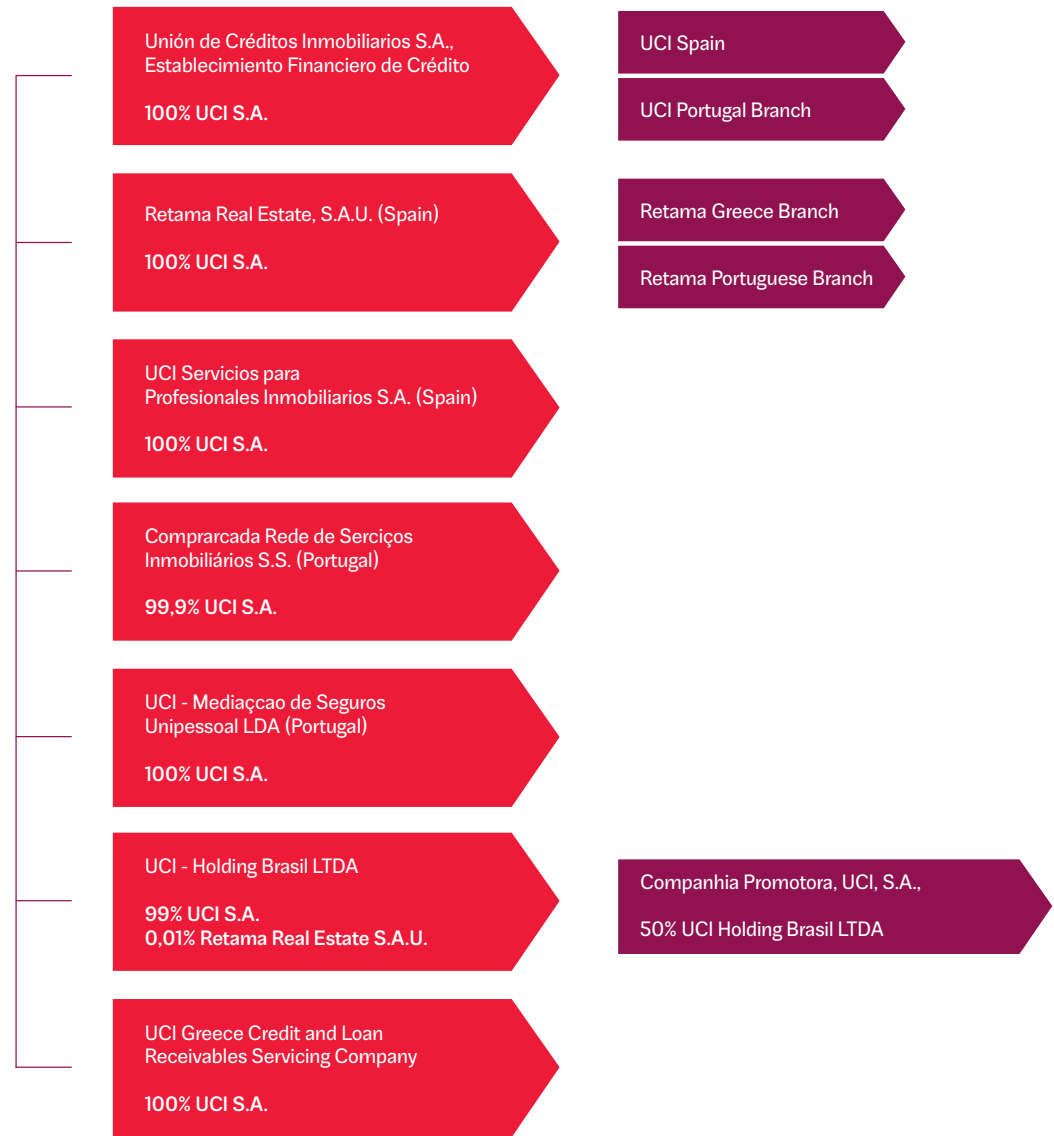 Unión de Créditos Inmobiliarios S.A.,
Establecimiento Financiero de Crédito
100% UCI S.A.
UCI Spain
UCI Portugal Branch
Retama Real Estate, S.A.U. (Spain)
100% UCI S.A.
Retama Greece Branch
Retama Portuguese Branch
UCI Servicios para
Profesionales Inmobiliarios S.A. (Spain)
100% UCI S.A.
Comprarcada Rede de Serciços
Inmobiliários S.S. (Portugal)
99,9% UCI S.A.
UCI - Mediaçcao de Seguros
Unipessoal LDA (Portugal)
100% UCI S.A.
UCI - Holding Brasil LTDA
99% UCI S.A.
0,01% Retama Real Estate S.A.U.
Companhia Promotora, UCI, S.A.,
50% UCI Holding Brasil LTDA
UCI Greece Credit and Loan
Receivables Servicing Company
100% UCI S.A.